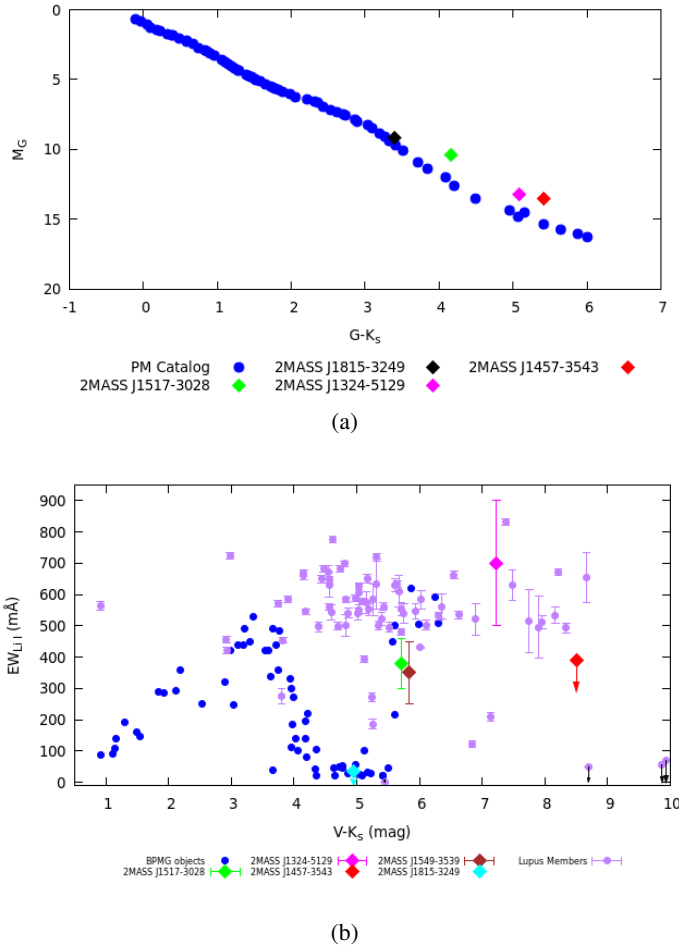 0
5
10
15
20
M_G
-1 0 1 2 3 4 5 6 7
G-K_s
PM Catalog 2MASS J1815-3249 2MASS J1457-3543
2MASS J1517-3028 2MASS J1324-5129
(a)
900
800
700
600
500
400
300
200
100
0
EW_Li I (mÅ)
1 2 3 4 5 6 7 8 9 10
V-K_s (mag)
BPMG objects 2MASS J1324-5129 2MASS J1549-3539 Lupus Members
2MASS J1517-3028 2MASS J1457-3543 2MASS J1815-3249
(b)